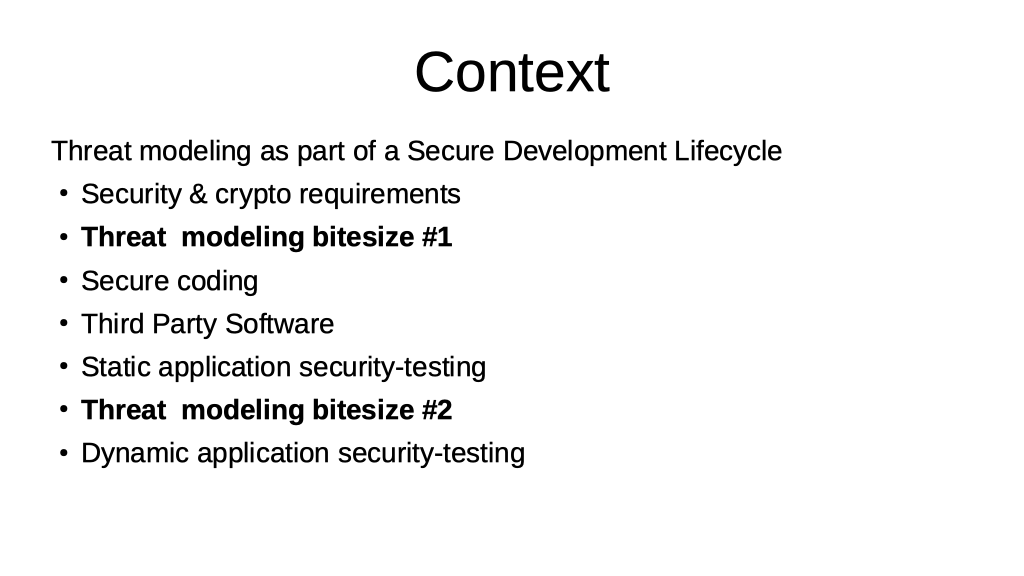 Context
Threat modeling as part of a Secure Development Lifecycle
• Security & crypto requirements
• Threat  modeling bitesize #1
• Secure coding
• Third Party Software
• Static application security-testing
• Threat  modeling bitesize #2
• Dynamic application security-testing